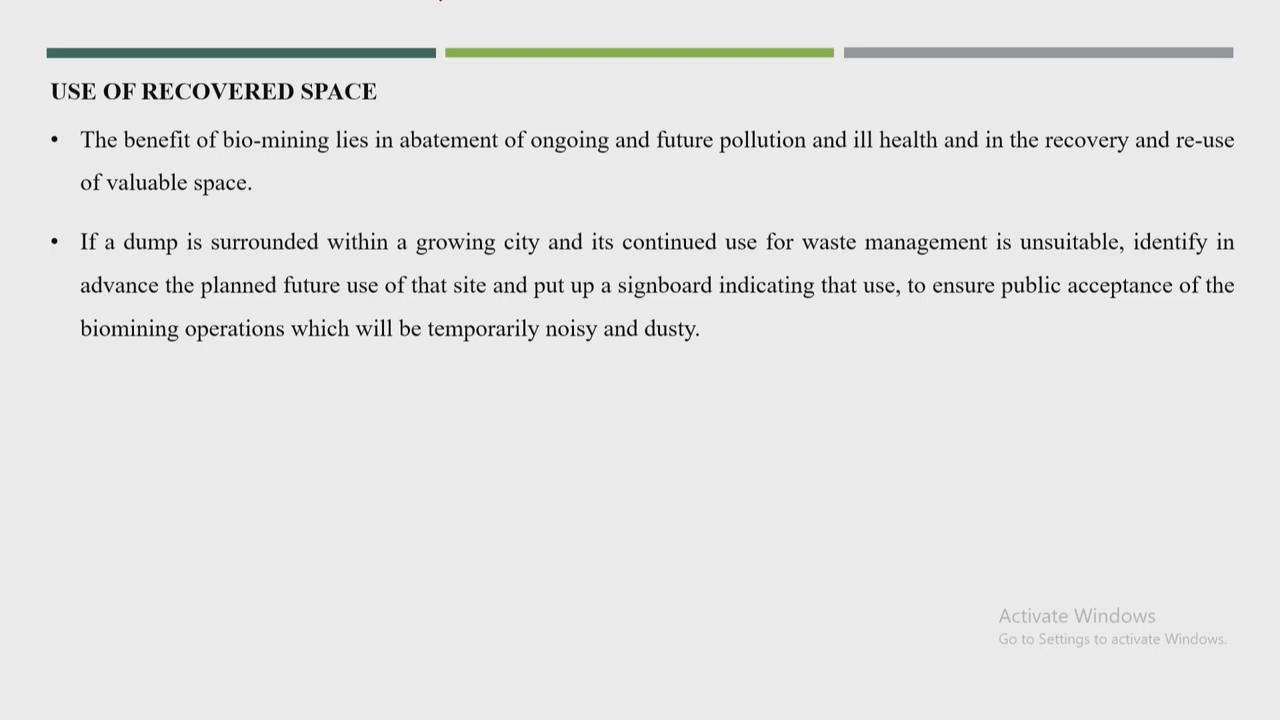 USE OF RECOVERED SPACE
• The benefit of bio-mining lies in abatement of ongoing and future pollution and ill health and in the recovery and re-use
of valuable space.
• If a dump is surrounded within a growing city and its continued use for waste management is unsuitable, identify in
advance the planned future use of that site and put up a signboard indicating that use, to ensure public acceptance of the
biomining operations which will be temporarily noisy and dusty.
Activate Windows
Go to Settings to activate Windows.